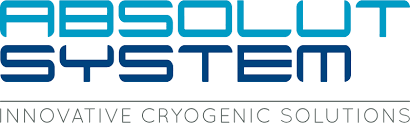 ABSOLUT
SYSTEM
INNOVATIVE CRYOGENIC SOLUTIONS